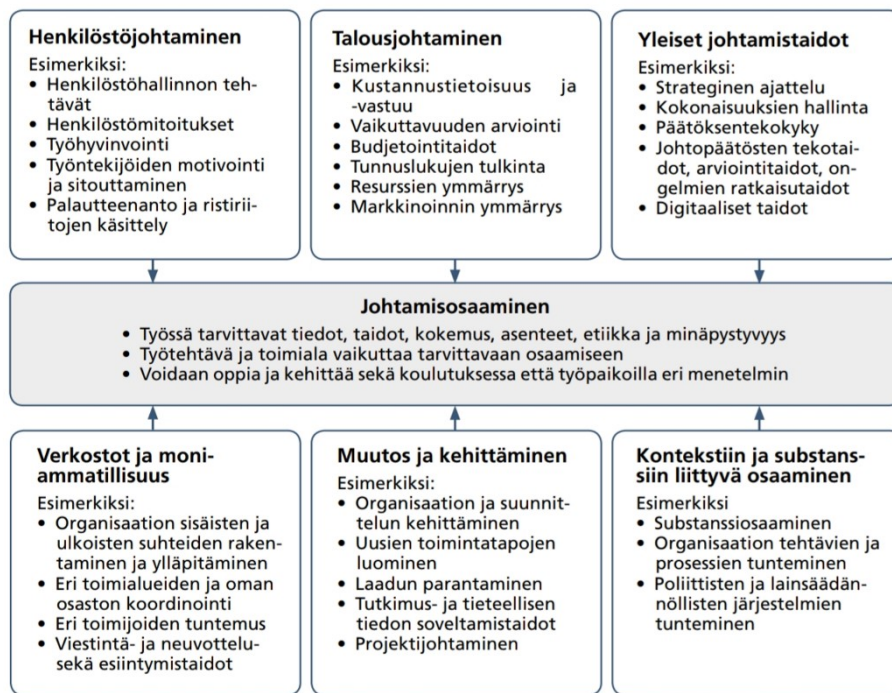 Henkilöstöjohtaminen
Esimerkiksi:
• Henkilöstöhallinnon teh-
tävät
• Henkilöstömitoitukset
• Työhyvinvointi
• Työntekijöiden motivointi
ja sitouttaminen
• Palautteenanto ja ristirii-
tojen käsittely
Talousjohtaminen
Esimerkiksi:
• Kustannustietoisuus ja
-vastuu
• Vaikuttavuuden arviointi
• Budjetointitaidot
• Tunnuslukujen tulkinta
• Resurssien ymmärrys
• Markkinoinnin ymmärrys
Yleiset johtamistaidot
Esimerkiksi:
• Strateginen ajattelu
• Kokonaisuuksien hallinta
• Päätöksentekokyky
• Johtopäätösten tekotai-
dot, arviointitaidot, on-
gelmien ratkaisutaidot
• Digitaaliset taidot
Johtamisosaaminen
• Työssä tarvittavat tiedot, taidot, kokemus, asenteet, etiikka ja minäpystyvyys
• Työtehtävä ja toimiala vaikuttaa tarvittavaan osaamiseen
• Voidaan oppia ja kehittää sekä koulutuksessa että työpaikoilla eri menetelmin
Verkostot ja moni-
ammatillisuus
Esimerkiksi:
• Organisaation sisäisten ja
ulkoisten suhteiden raken-
taminen ja ylläpitäminen
• Eri toimialueiden ja oman
osaston koordinointi
• Eri toimijoiden tuntemus
• Viestintä- ja neuvottelu-
sekä esiintymistaidot
Muutos ja kehittäminen
Esimerkiksi:
• Organisaation ja suunnit-
telun kehittäminen
• Uusien toimintatapojen
luominen
• Laadun parantaminen
• Tutkimus- ja tieteellisen
tiedon soveltamistaidot
• Projektijohtaminen
Kontekstiin ja substans-
siin liittyvä osaaminen
Esimerkiksi
• Substanssiosaaminen
• Organisaation tehtävien ja
prosessien tunteminen
• Poliittisten ja lainsäädän-
nöllisten järjestelmien
tunteminen